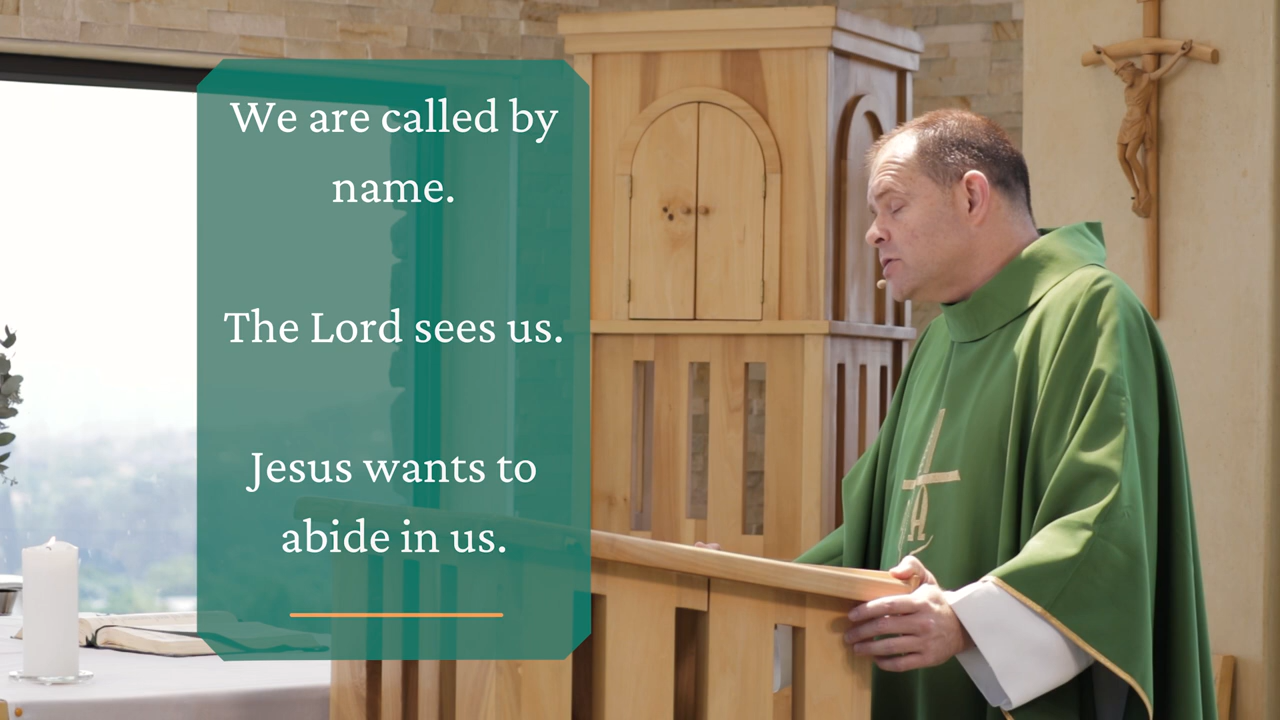 We are called by
name.
The Lord sees us.
Jesus wants to
abide in us.